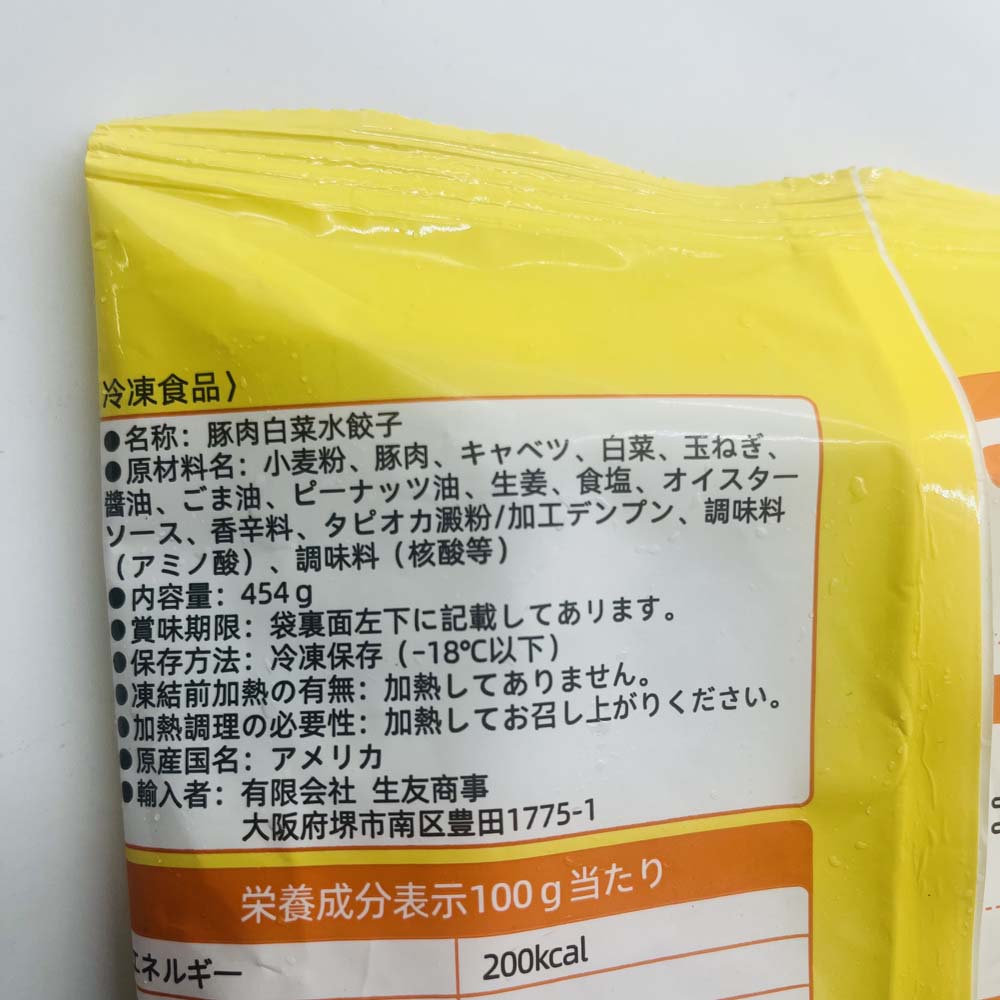 冷凍食品〉
●名称：豚肉白菜水餃子
●原材料名：小麦粉、豚肉、キャベツ、白菜、玉ねぎ、
醬油、ごま油、ピーナッツ油、生姜、食塩、オイスター
ソース、香辛料、タピオカ澱粉/加工デンプン、調味料
（アミノ酸）、調味料（核酸等）
●内容量：454g
●賞味期限：袋裏面左下に記載してあります。
●保存方法：冷凍保存（-18℃以下）
●凍結前加熱の有無：加熱してありません。
●加熱調理の必要性：加熱してお召し上がりください。
●原産国名：アメリカ
●輸入者：有限会社 生友商事
大阪府堺市南区豊田1775-1
栄養成分表示100g当たり
エネルギー 200kcal